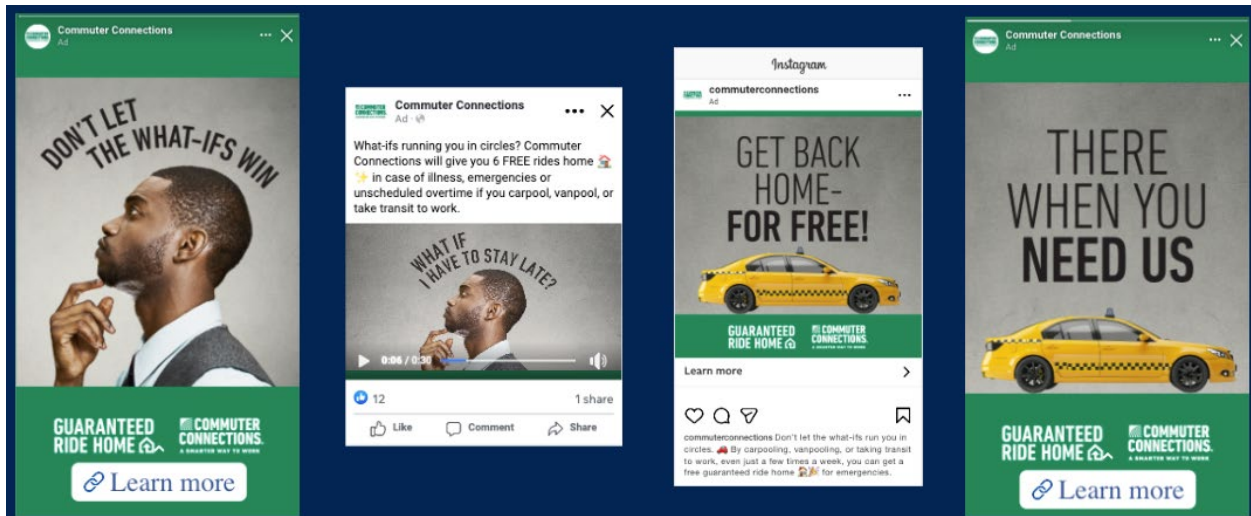 Commuter Connections
Ad
DON'T LET
THE WHAT-IFS WIN
GUARANTEED
RIDE HOME
COMMUTER
CONNECTIONS.
A SMARTER WAY TO WORK
Learn more
COMMUTER
CONNECTIONS.
Commuter Connections
Ad
What-ifs running you in circles? Commuter
Connections will give you 6 FREE rides home 🏠
✨ in case of illness, emergencies or
unscheduled overtime if you carpool, vanpool, or
take transit to work.
WHAT IF
I HAVE TO STAY LATE?
0:06 / 0:30
12
1 share
Like
Comment
Share
Instagram
commuterconnections
Ad
GET BACK
HOME-
FOR FREE!
GUARANTEED
RIDE HOME
COMMUTER
CONNECTIONS.
A SMARTER WAY TO WORK
Learn more
commuterconnections Don't let the what-ifs run you in
circles. 🚗 By carpooling, vanpooling, or taking transit
to work, even just a few times a week, you can get a
free guaranteed ride home for emergencies.
Commuter Connections
Ad
THERE
WHEN YOU
NEED US
GUARANTEED
RIDE HOME
COMMUTER
CONNECTIONS.
A SMARTER WAY TO WORK
Learn more